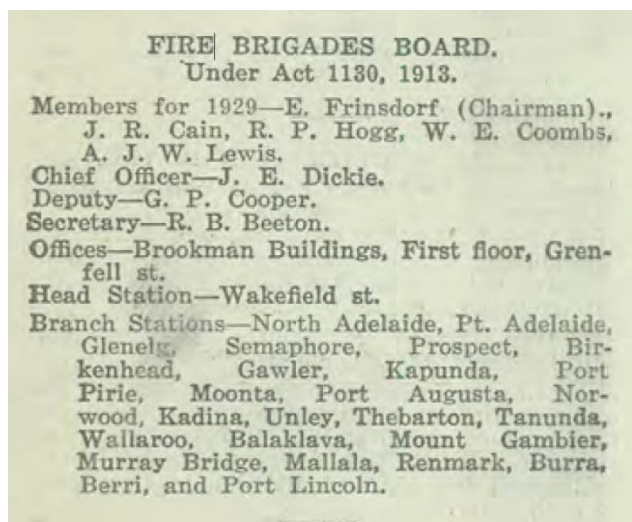 FIRE BRIGADES BOARD.
Under Act 1130, 1913.
Members for 1929—E. Frinsdorf (Chairman).,
J. R. Cain, R. P. Hogg, W. E. Coombs,
A. J. W. Lewis.
Chief Officer—J. E. Dickie.
Deputy—G. P. Cooper.
Secretary—R. B. Beeton.
Offices—Brookman Buildings, First floor, Gren-
fell st.
Head Station—Wakefield st.
Branch Stations—North Adelaide, Pt. Adelaide,
Glenelg, Semaphore, Prospect, Bir-
kenhead, Gawler, Kapunda, Port
Pirie, Moonta, Port Augusta, Nor-
wood, Kadina, Unley, Thebarton, Tanunda,
Wallaroo, Balaklava, Mount Gambier,
Murray Bridge, Mallala, Renmark, Burra,
Berri, and Port Lincoln.